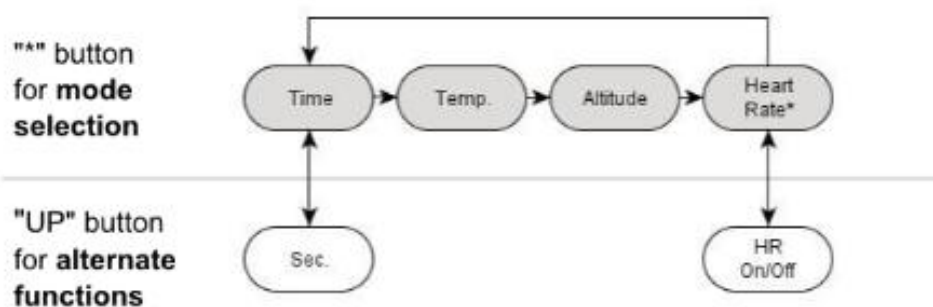 "*" button
for mode
selection
Time
Temp.
Altitude
Heart
Rate*
"UP" button
for alternate
functions
Sec.
HR
On/Off